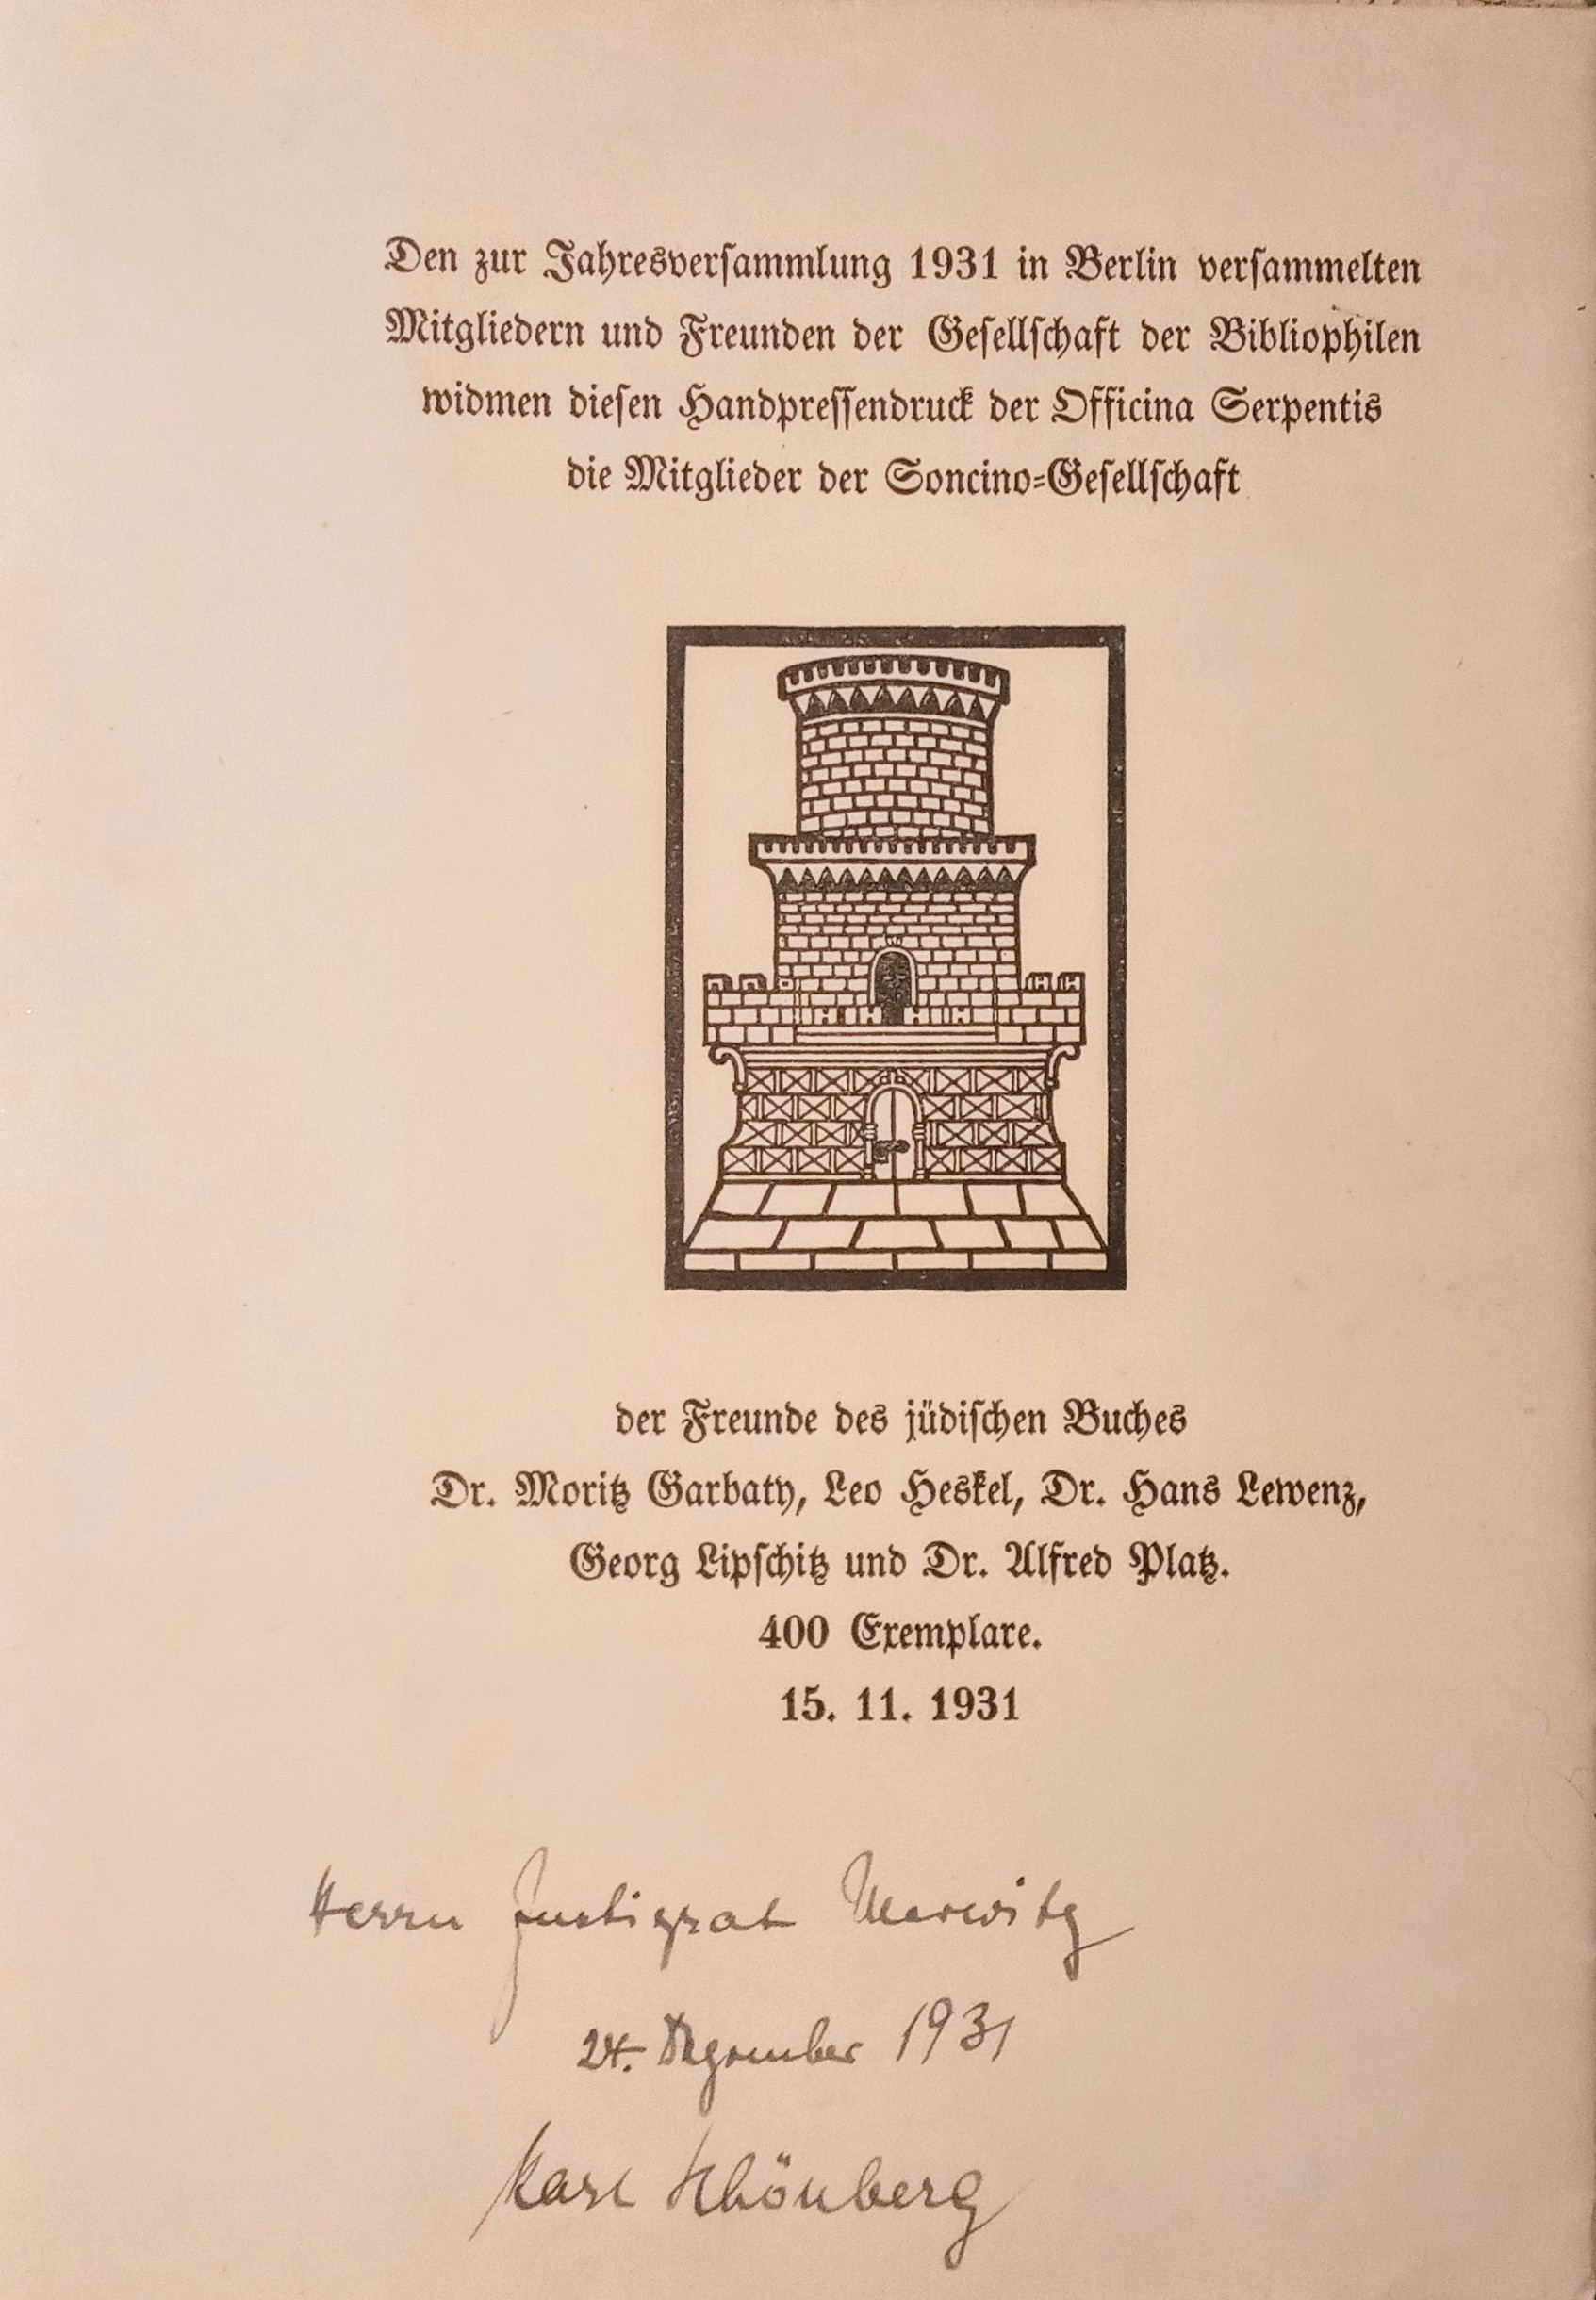 Den zur Jahresversammlung 1931 in Berlin versammelten
Mitgliedern und Freunden der Gesellschaft der Bibliophilen
widmen diesen Handpressendruck der Officina Serpentis
die Mitglieder der Soncino-Gesellschaft
der Freunde des jüdischen Buches
Dr. Moritz Garbaty, Leo Heskel, Dr. Hans Lewenz,
Georg Lipschitz und Dr. Alfred Platz.
400 Exemplare.
15. 11. 1931
Herrn Justizrat
24. Dezember 1931
Karl Schönberg